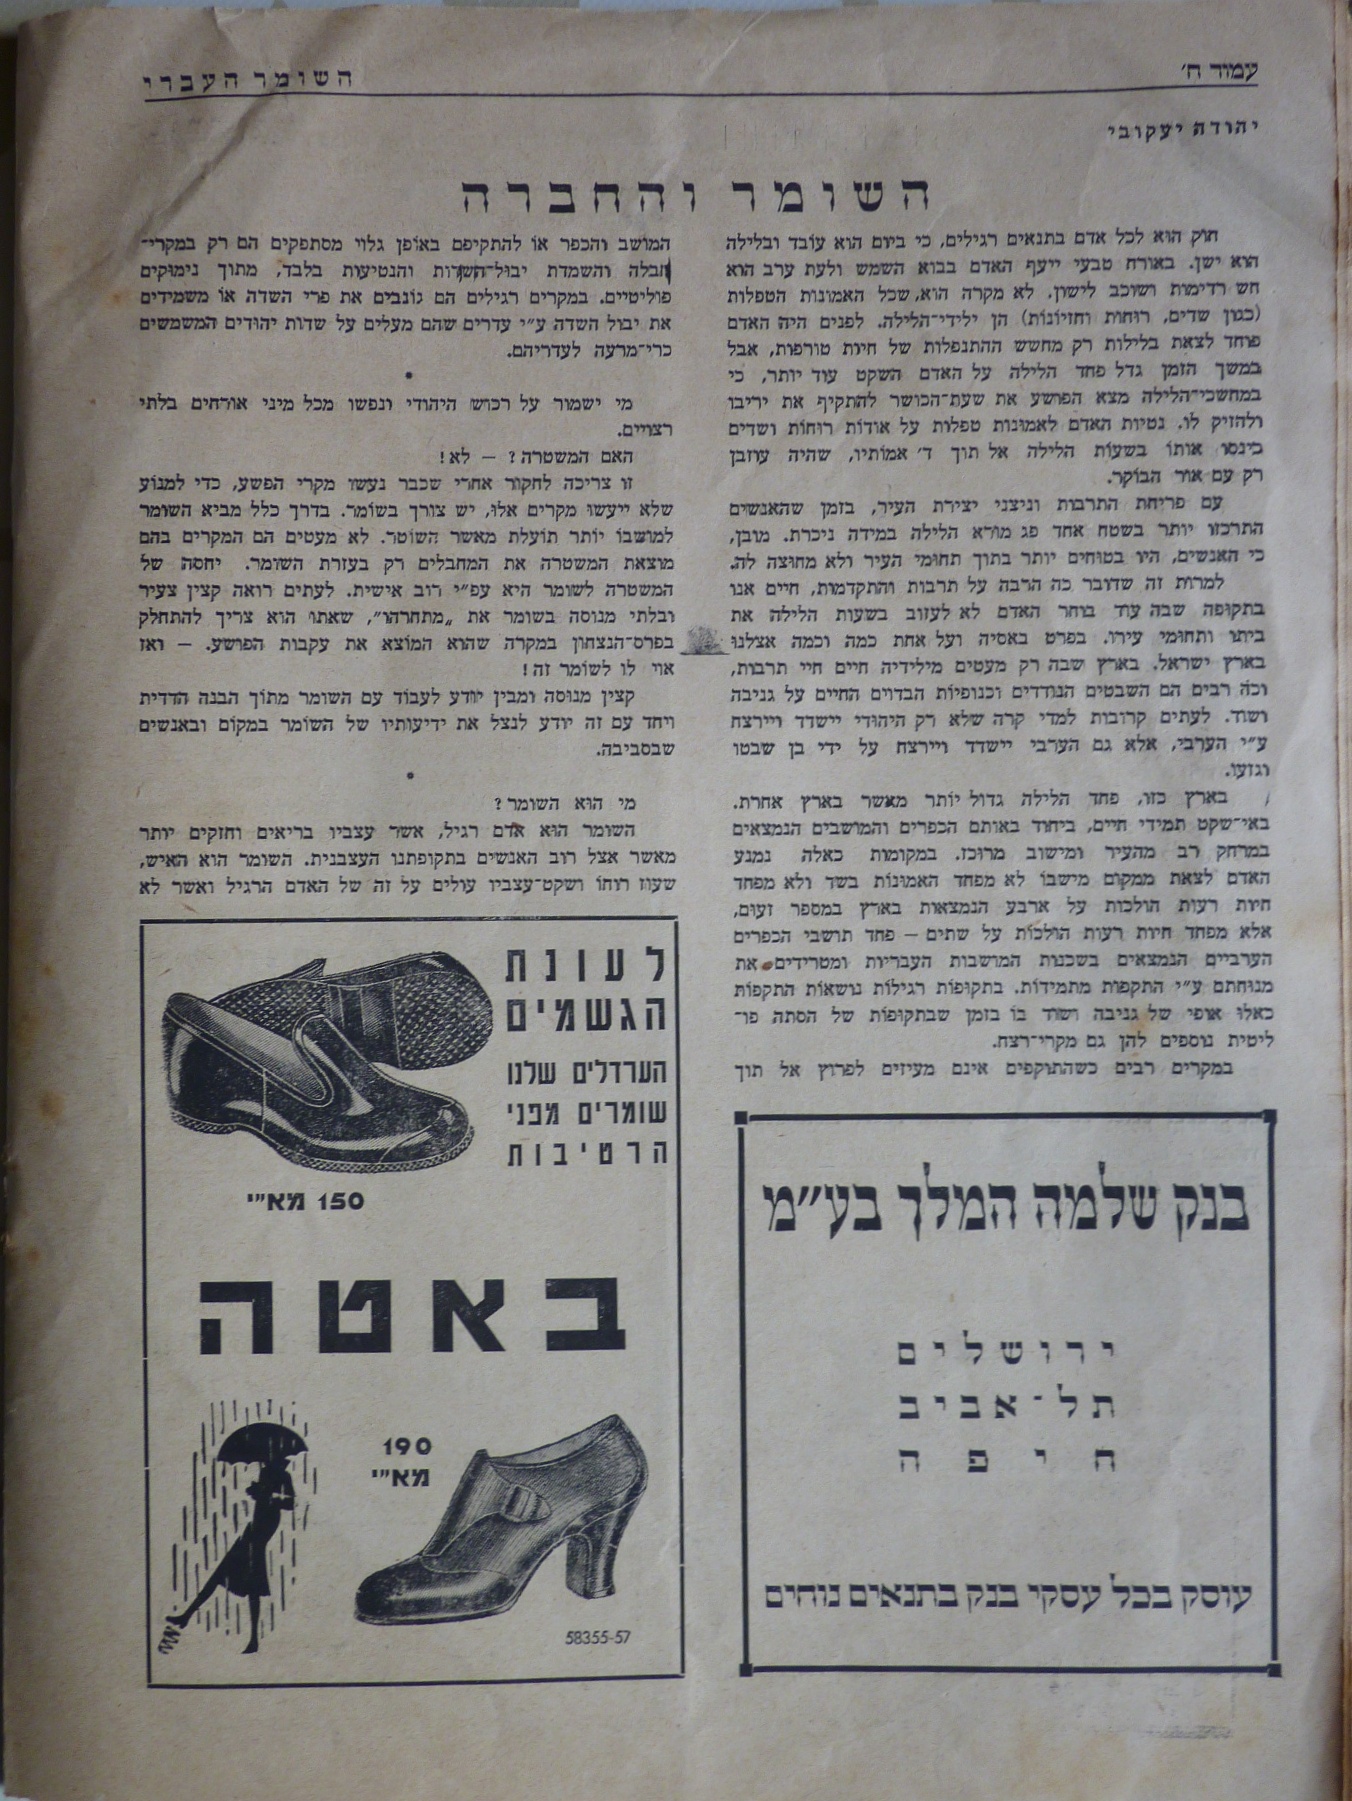 עמוד ח׳
השומר העברי
יהודה יעקובי
השומר והחברה
חוק הוא לכל אדם בתנאים רגילים, כי ביום הוא עובד ובלילה
הוא ישן. באורח טבעי ייעף האדם בבוא השמש ולעת ערב הוא
חש רדימות ושוכב לישון. לא מקרה הוא, שכל האמונות הטפלות
(כגון שדים, רוחות וחזיונות) הן ילידי־הלילה. לפנים היה האדם
פוחד לצאת בלילות רק מחשש ההתנפלות של חיות טורפות, אבל
במשך הזמן גדל פחד הלילה על האדם השקט עוד יותר, כי
במחשכי־הלילה מצא הפושע את שעת־הכושר להתקיף את יריבו
ולהזיק לו. נטיות האדם לאמונות טפלות על אודות רוחות ושדים
כינסו אותו בשעות הלילה אל תוך ד׳ אמותיו, שהיה עוזבן
רק עם אור הבוקר.
עם פריחת התרבות וניצני יצירת העיר, בזמן שהאנשים
התרכזו יותר בשטח אחד פג מורא הלילה במידה ניכרת. מובן,
כי האנשים, היו בטוחים יותר בתוך תחומי העיר ולא מחוצה לה.
למרות זה שדובר כה הרבה על תרבות והתקדמות, חיים אנו
בתקופה שבה עוד בוחר האדם לא לעזוב בשעות הלילה את
ביתו ותחומי עירו. בפרט באסיה ועל אחת כמה וכמה אצלנו
בארץ ישראל. בארץ שבה רק מעטים מילידיה חיים חיי תרבות,
וכה רבים הם השבטים הנודדים וכנופיות הבדוים החיים על גניבה
ושוד. לעתים קרובות למדי קרה שלא רק היהודי יישדד ויירצח
ע״י הערבי, אלא גם הערבי יישדד ויירצח על ידי בן שבטו
וגזעו.
בארץ כזו, פחד הלילה גדול יותר מאשר בארץ אחרת.
באי־שקט תמידי חיים, ביחוד באותם הכפרים והמושבים הנמצאים
במרחק רב מהעיר ומישוב מרוכז. במקומות כאלה נמנע
האדם לצאת ממקום מישבו לא מפחד האמונות בשד ולא מפחד
חיות רעות הולכות על ארבע הנמצאות בארץ במספר זעום,
אלא מפחד חיות רעות הולכות על שתים — פחד תושבי הכפרים
הערביים הנמצאים בשכנות המושבות העבריות ומטרידים את
מנוחתם ע״י התקפות מתמידות. בתקופות רגילות נושאות התקפות
כאלו אופי של גניבה ושוד בו בזמן שבתקופות של הסתה פו־
ליטית נוספים להן גם מקרי־רצח.
במקרים רבים כשהתוקפים אינם מעיזים לפרוץ אל תוך
המושב והכפר או להתקיפם באופן גלוי מסתפקים הם רק במקרי־
חבלה והשמדת יבול־השדות והנטיעות בלבד, מתוך נימוקים
פוליטיים. במקרים רגילים הם גונבים את פרי השדה או משמידים
את יבול השדה ע״י עדרים שהם מעלים על שדות יהודים המשמשים
כרי־מרעה לעדריהם.
•
מי ישמור על רכוש היהודי ונפשו מכל מיני אורחים בלתי
רצויים.
האם המשטרה? — לא!
זו צריכה לחקור אחרי שכבר נעשו מקרי הפשע, כדי למנוע
שלא ייעשו מקרים אלו, יש צורך בשומר. בדרך כלל מביא השומר
למושבו יותר תועלת מאשר השוטר. לא מעטים הם המקרים בהם
מוצאת המשטרה את המחבלים רק בעזרת השומר. יחסה של
המשטרה לשומר היא עפ״י רוב אישית. לעתים רואה קצין צעיר
ובלתי מנוסה בשומר את „מתחרהו״, שאתו הוא צריך להתחלק
בפרס־הנצחון במקרה שהוא המוצא את עקבות הפושע. — ואז
אוי לו לשומר זה!
קצין מנוסה ומבין יודע לעבוד עם השומר מתוך הבנה הדדית
ויחד עם זה יודע לנצל את ידיעותיו של השומר במקום ובאנשים
שבסביבה.
•
מי הוא השומר?
השומר הוא אדם רגיל, אשר עצביו בריאים וחזקים יותר
מאשר אצל רוב האנשים בתקופתנו העצבנית. השומר הוא האיש,
שעוז רוחו ושקט־עצביו עולים על זה של האדם הרגיל ואשר לא
בנק שלמה המלך בע״מ
ירושלים
תל־אביב
חיפה
עוסק בכל עסקי בנק בתנאים נוחים
לעונת
הגשמים
הערדלים שלנו
שומרים מפני
הרטיבות
150 מא״י
באטה
190
מא״י
58355-57